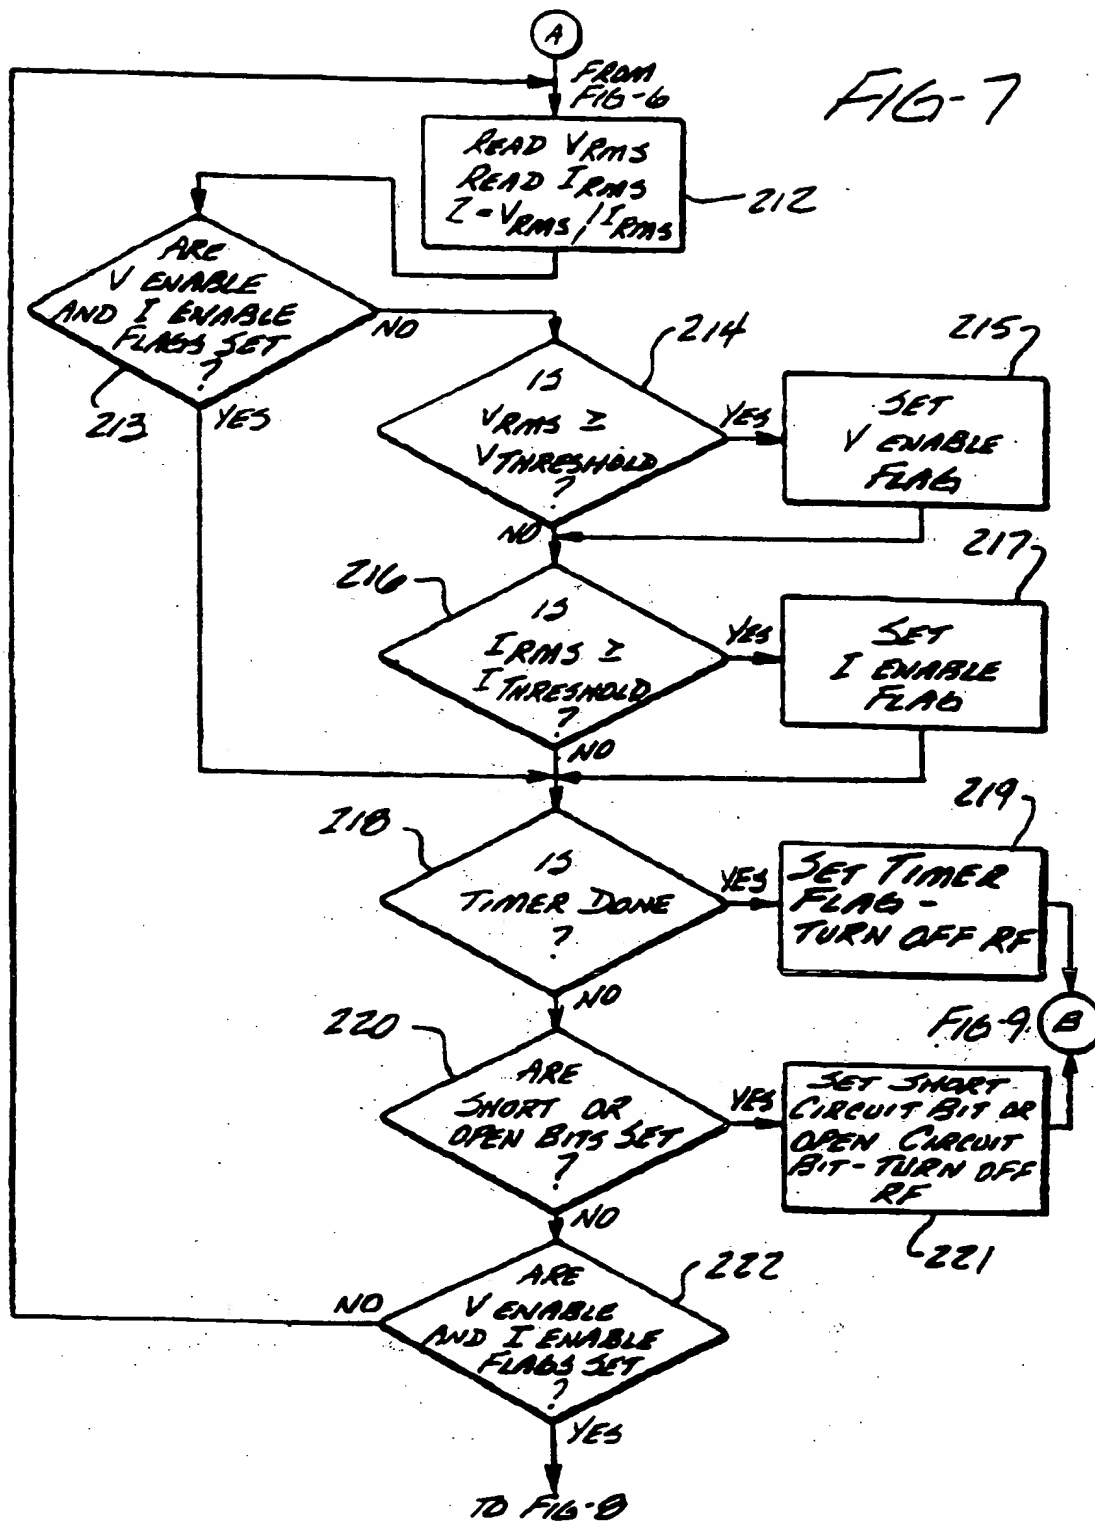 A
FROM
FIG-6
FIG-7
READ VRMS
READ IRMS
Z=VRMS/IRMS
212
ARE
V ENABLE
AND I ENABLE
FLAGS SET
?
213
NO
YES
IS
VRMS ≥
VTHRESHOLD
?
214
YES
NO
215
SET
V ENABLE
FLAG
216
IS
IRMS ≥
ITHRESHOLD
?
YES
NO
217
SET
I ENABLE
FLAG
218
IS
TIMER DONE
?
YES
NO
219
SET TIMER
FLAG-
TURN OFF RF
FIG-9
B
220
ARE
SHORT OR
OPEN BITS SET
?
YES
NO
SET SHORT
CIRCUIT BIT OR
OPEN CIRCUIT
BIT-TURN OFF
RF
221
222
ARE
V ENABLE
AND I ENABLE
FLAGS SET
?
NO
YES
TO FIG-8